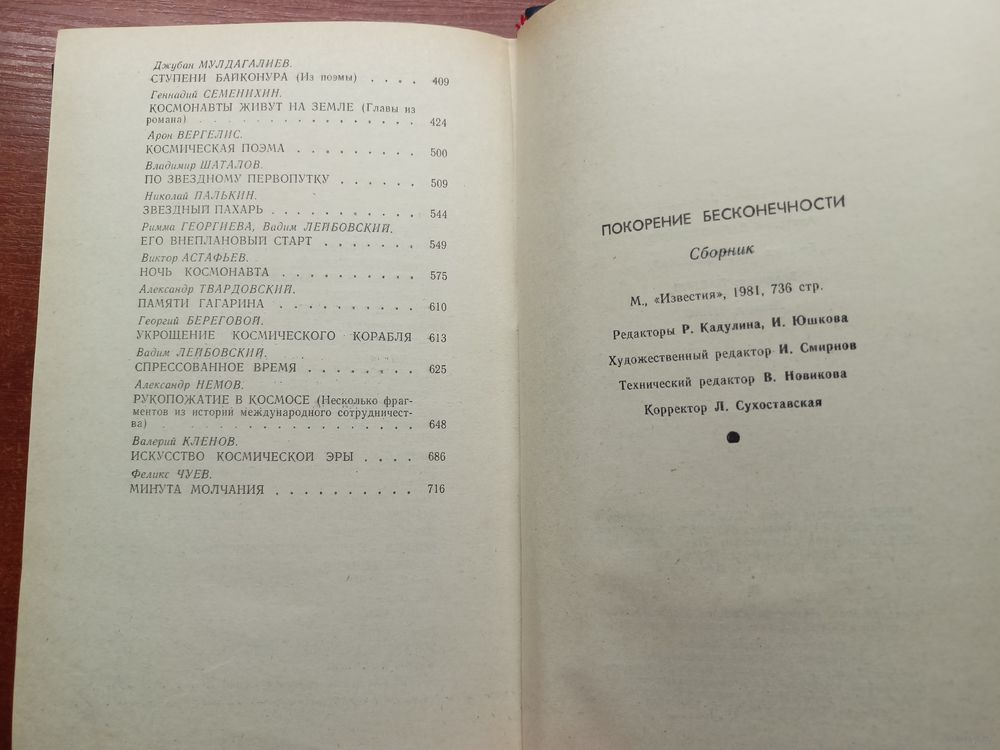 Джубан МУЛДАГАЛИЕВ.
СТУПЕНИ БАЙКОНУРА (Из поэмы) . . . . 409
Геннадий СЕМЕНИХИН.
КОСМОНАВТЫ ЖИВУТ НА ЗЕМЛЕ (Главы из
романа) . . . . . . . . . . . . . . 424
Арон ВЕРГЕЛИС.
КОСМИЧЕСКАЯ ПОЭМА . . . . . . . . . 500
Владимир ШАТАЛОВ.
ПО ЗВЕЗДНОМУ ПЕРВОПУТКУ . . . . . . 509
Николай ПАЛЬКИН.
ЗВЕЗДНЫЙ ПАХАРЬ . . . . . . . . . . 544
Римма ГЕОРГИЕВА, Вадим ЛЕЙБОВСКИЙ.
ЕГО ВНЕПЛАНОВЫЙ СТАРТ . . . . . . . 549
Виктор АСТАФЬЕВ.
НОЧЬ КОСМОНАВТА . . . . . . . . . . 575
Александр ТВАРДОВСКИЙ.
ПАМЯТИ ГАГАРИНА . . . . . . . . . . 610
Георгий БЕРЕГОВОЙ.
УКРОЩЕНИЕ КОСМИЧЕСКОГО КОРАБЛЯ 613
Вадим ЛЕЙБОВСКИЙ.
СПРЕССОВАННОЕ ВРЕМЯ . . . . . . . . 625
Александр НЕМОВ.
РУКОПОЖАТИЕ В КОСМОСЕ (Несколько фраг-
ментов из историй международного сотрудничест-
ва) . . . . . . . . . . . . . . . . 648
Валерий КЛЕНОВ.
ИСКУССТВО КОСМИЧЕСКОЙ ЭРЫ . . . . 686
Феликс ЧУЕВ.
МИНУТА МОЛЧАНИЯ . . . . . . . . . . 716
ПОКОРЕНИЕ БЕСКОНЕЧНОСТИ
Сборник
М., «Известия», 1981, 736 стр.
Редакторы Р. Кадулина, И. Юшкова
Художественный редактор И. Смирнов
Технический редактор В. Новикова
Корректор Л. Сухоставская